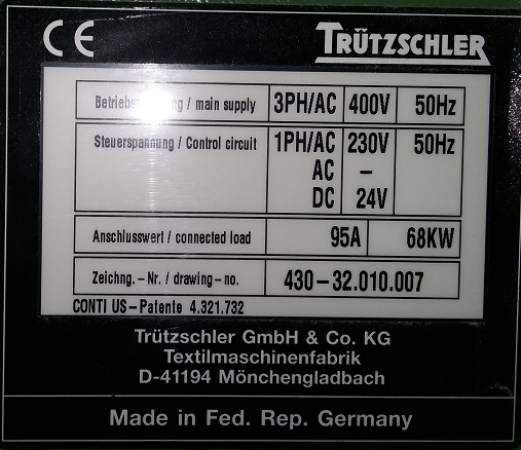 CE TRÜTZSCHLER
Betriebsspannung / main supply 3PH/AC 400V 50Hz
Steuerspannung / Control circuit 1PH/AC 230V 50Hz
AC –
DC 24V
Anschlusswert / connected load 95A 68KW
Zeichng.-Nr. / drawing-no. 430-32.010.007
CONTI US-Patente 4.321.732
Trützschler GmbH & Co. KG
Textilmaschinenfabrik
D-41194 Mönchengladbach
Made in Fed. Rep. Germany